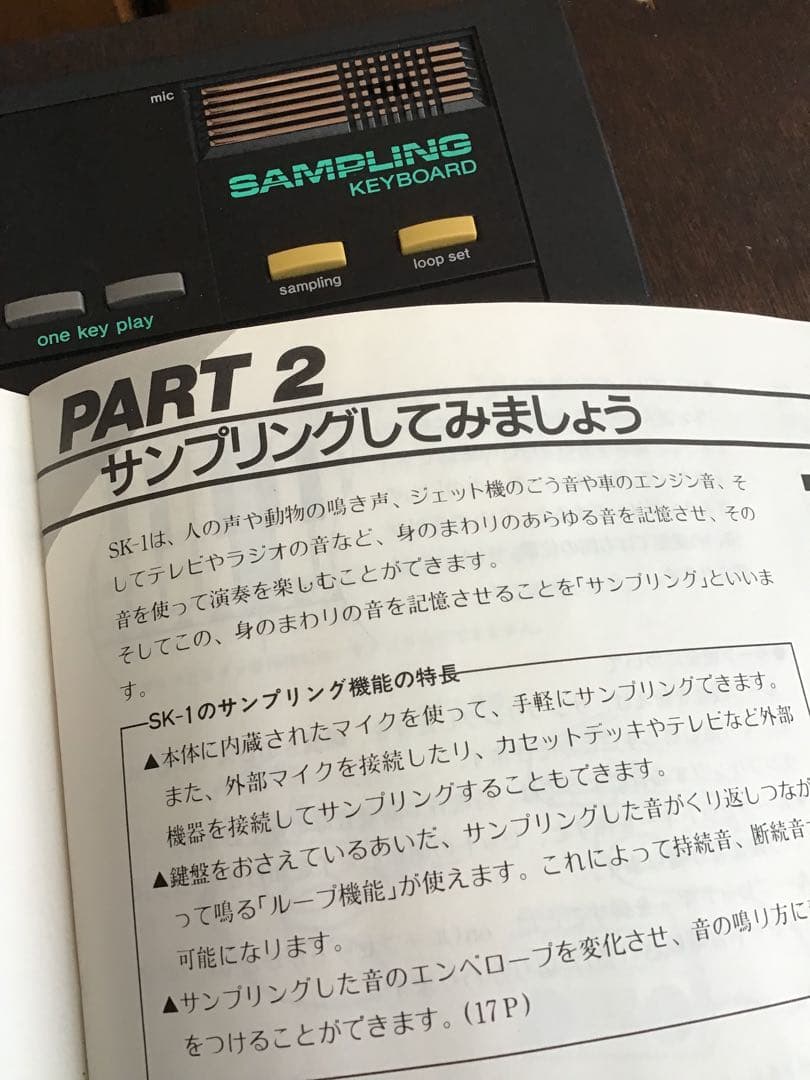 mic
SAMPLING
KEYBOARD
sampling
loop set
one key play
PART 2
サンプリングしてみましょう
SK-1は、人の声や動物の鳴き声、ジェット機のごう音や車のエンジン音、そ
してテレビやラジオの音など、身のまわりのあらゆる音を記憶させ、その
音を使って演奏を楽しむことができます。
そしてこの、身のまわりの音を記憶させることを「サンプリング」といいま
す。
SK-1のサンプリング機能の特長
▲本体に内蔵されたマイクを使って、手軽にサンプリングできます。
また、外部マイクを接続したり、カセットデッキやテレビなど外部
機器を接続してサンプリングすることもできます。
▲鍵盤をおさえているあいだ、サンプリングした音がくり返しつなが
って鳴る「ループ機能」が使えます。これによって持続音、断続音
可能になります。
▲サンプリングした音のエンベロープを変化させ、音の鳴り方に
をつけることができます。(17P)